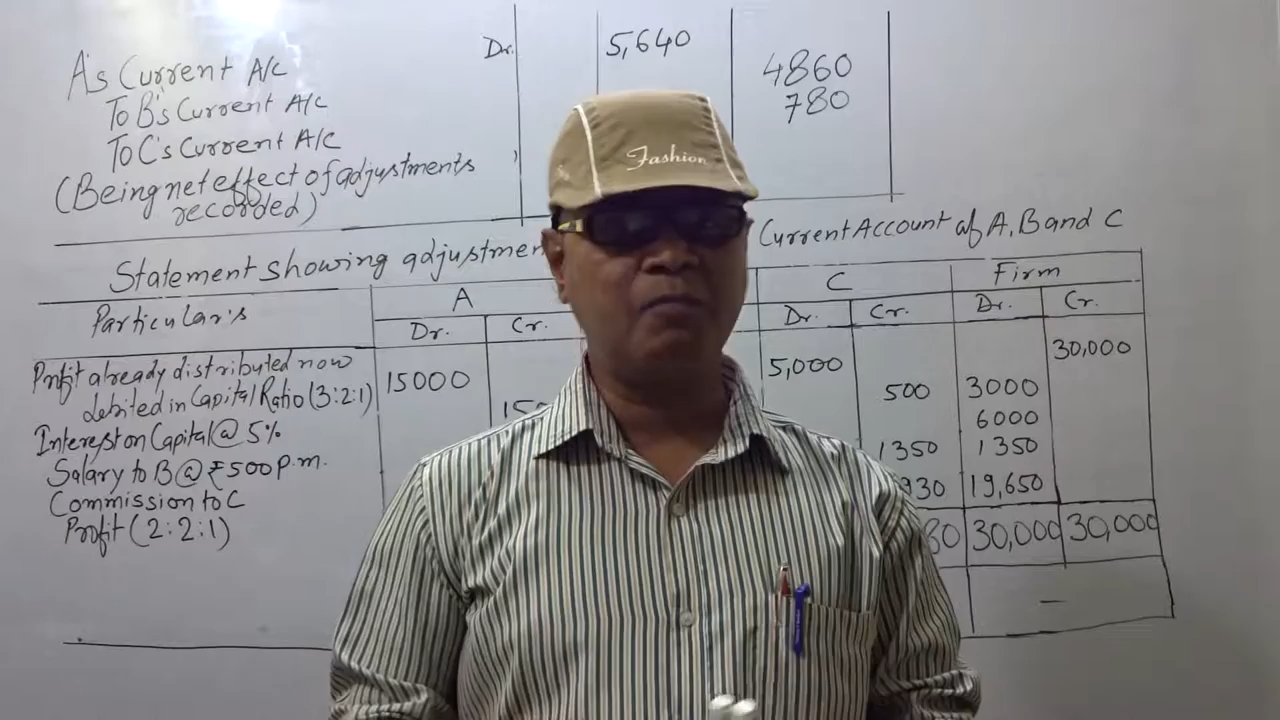 A's Current A/C Dr. 5,640
To B's Current A/C 4860
To C's Current A/C 780
(Being net effect of adjustments
recorded)
Fashion
Statement showing Current Account of A, B and C
Particular's A C Firm
Dr. Cr. Dr. Cr. Dr. Cr.
Profit already distributed now 15000 5,000 30,000
debited in Capital Ratio (3:2:1)
Interest on Capital @ 5% 500 3000
Salary to B @ ₹500 p.m. 6000
Commission to C 1350 1350
Profit (2:2:1) 19,650
30,000 30,000
—